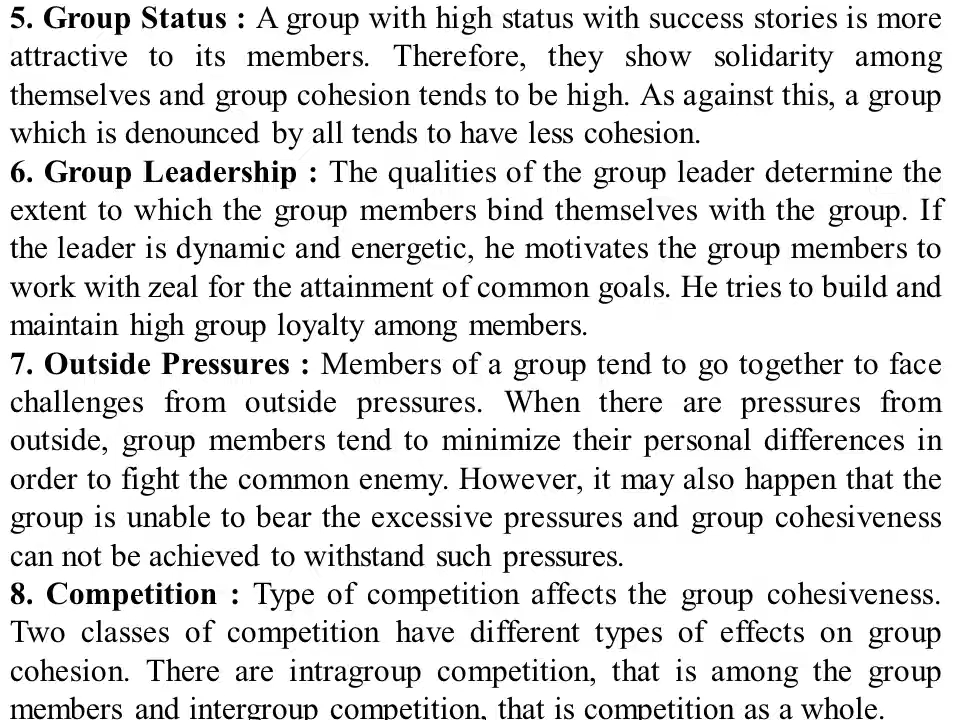 5. Group Status : A group with high status with success stories is more
attractive to its members. Therefore, they show solidarity among
themselves and group cohesion tends to be high. As against this, a group
which is denounced by all tends to have less cohesion.
6. Group Leadership : The qualities of the group leader determine the
extent to which the group members bind themselves with the group. If
the leader is dynamic and energetic, he motivates the group members to
work with zeal for the attainment of common goals. He tries to build and
maintain high group loyalty among members.
7. Outside Pressures : Members of a group tend to go together to face
challenges from outside pressures. When there are pressures from
outside, group members tend to minimize their personal differences in
order to fight the common enemy. However, it may also happen that the
group is unable to bear the excessive pressures and group cohesiveness
can not be achieved to withstand such pressures.
8. Competition : Type of competition affects the group cohesiveness.
Two classes of competition have different types of effects on group
cohesion. There are intragroup competition, that is among the group
members and intergroup competition, that is competition as a whole.